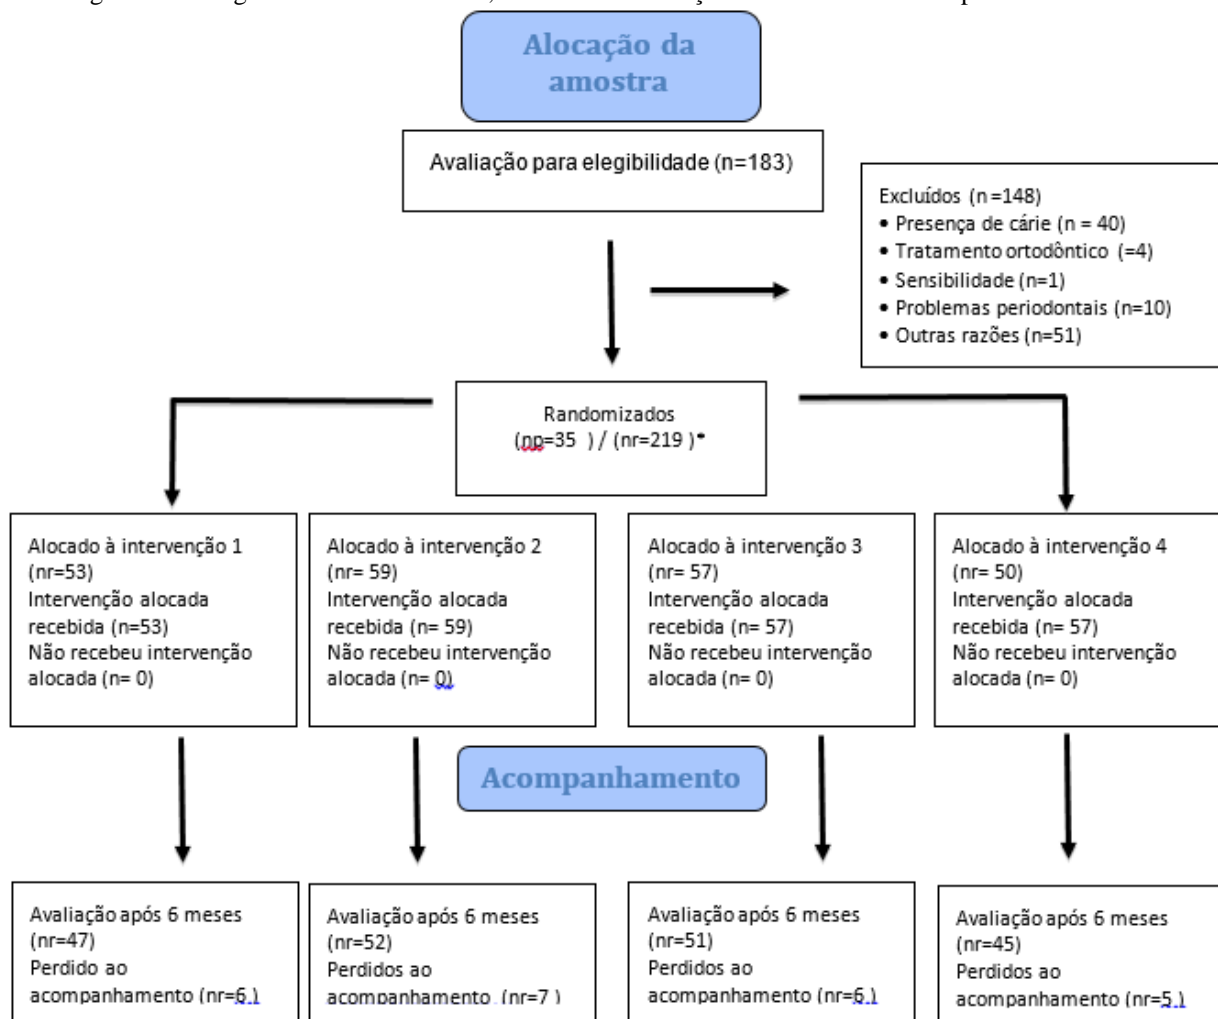 Alocação da
amostra
Avaliação para elegibilidade (n=183)
Excluídos (n =148)
• Presença de cárie (n = 40)
• Tratamento ortodôntico (=4)
• Sensibilidade (n=1)
• Problemas periodontais (n=10)
• Outras razões (n=51)
Randomizados
(np=35 ) / (nr=219 )*
Alocado à intervenção 1
(nr=53)
Intervenção alocada
recebida (n=53)
Não recebeu intervenção
alocada (n= 0)
Alocado à intervenção 2
(nr= 59)
Intervenção alocada
recebida (n= 59)
Não recebeu intervenção
alocada (n= 0)
Alocado à intervenção 3
(nr= 57)
Intervenção alocada
recebida (n= 57)
Não recebeu intervenção
alocada (n= 0)
Alocado à intervenção 4
(nr= 50)
Intervenção alocada
recebida (n= 57)
Não recebeu intervenção
alocada (n= 0)
Acompanhamento
Avaliação após 6 meses
(nr=47)
Perdido ao
acompanhamento (nr=6 )
Avaliação após 6 meses
(nr=52)
Perdidos ao
acompanhamento (nr=7 )
Avaliação após 6 meses
(nr=51)
Perdidos ao
acompanhamento (nr=6 )
Avaliação após 6 meses
(nr=45)
Perdidos ao
acompanhamento (nr=5 )